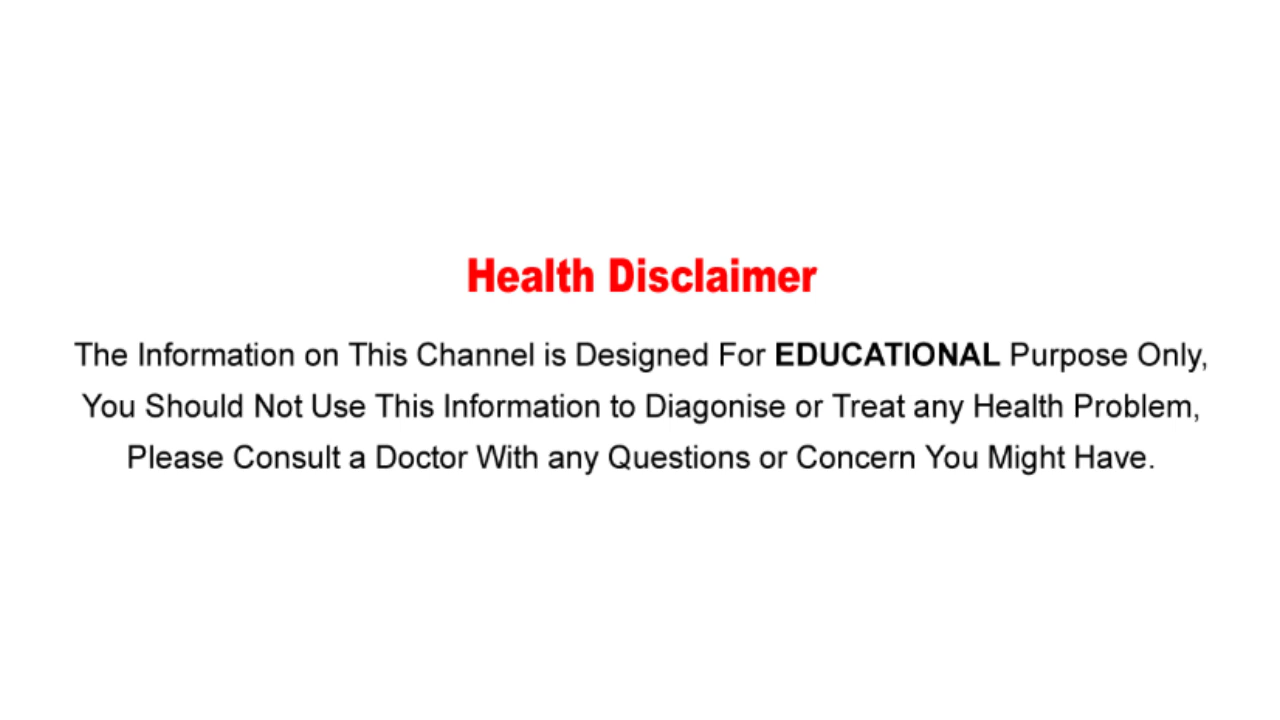 Health Disclaimer
The Information on This Channel is Designed For EDUCATIONAL Purpose Only,
You Should Not Use This Information to Diagonise or Treat any Health Problem,
Please Consult a Doctor With any Questions or Concern You Might Have.